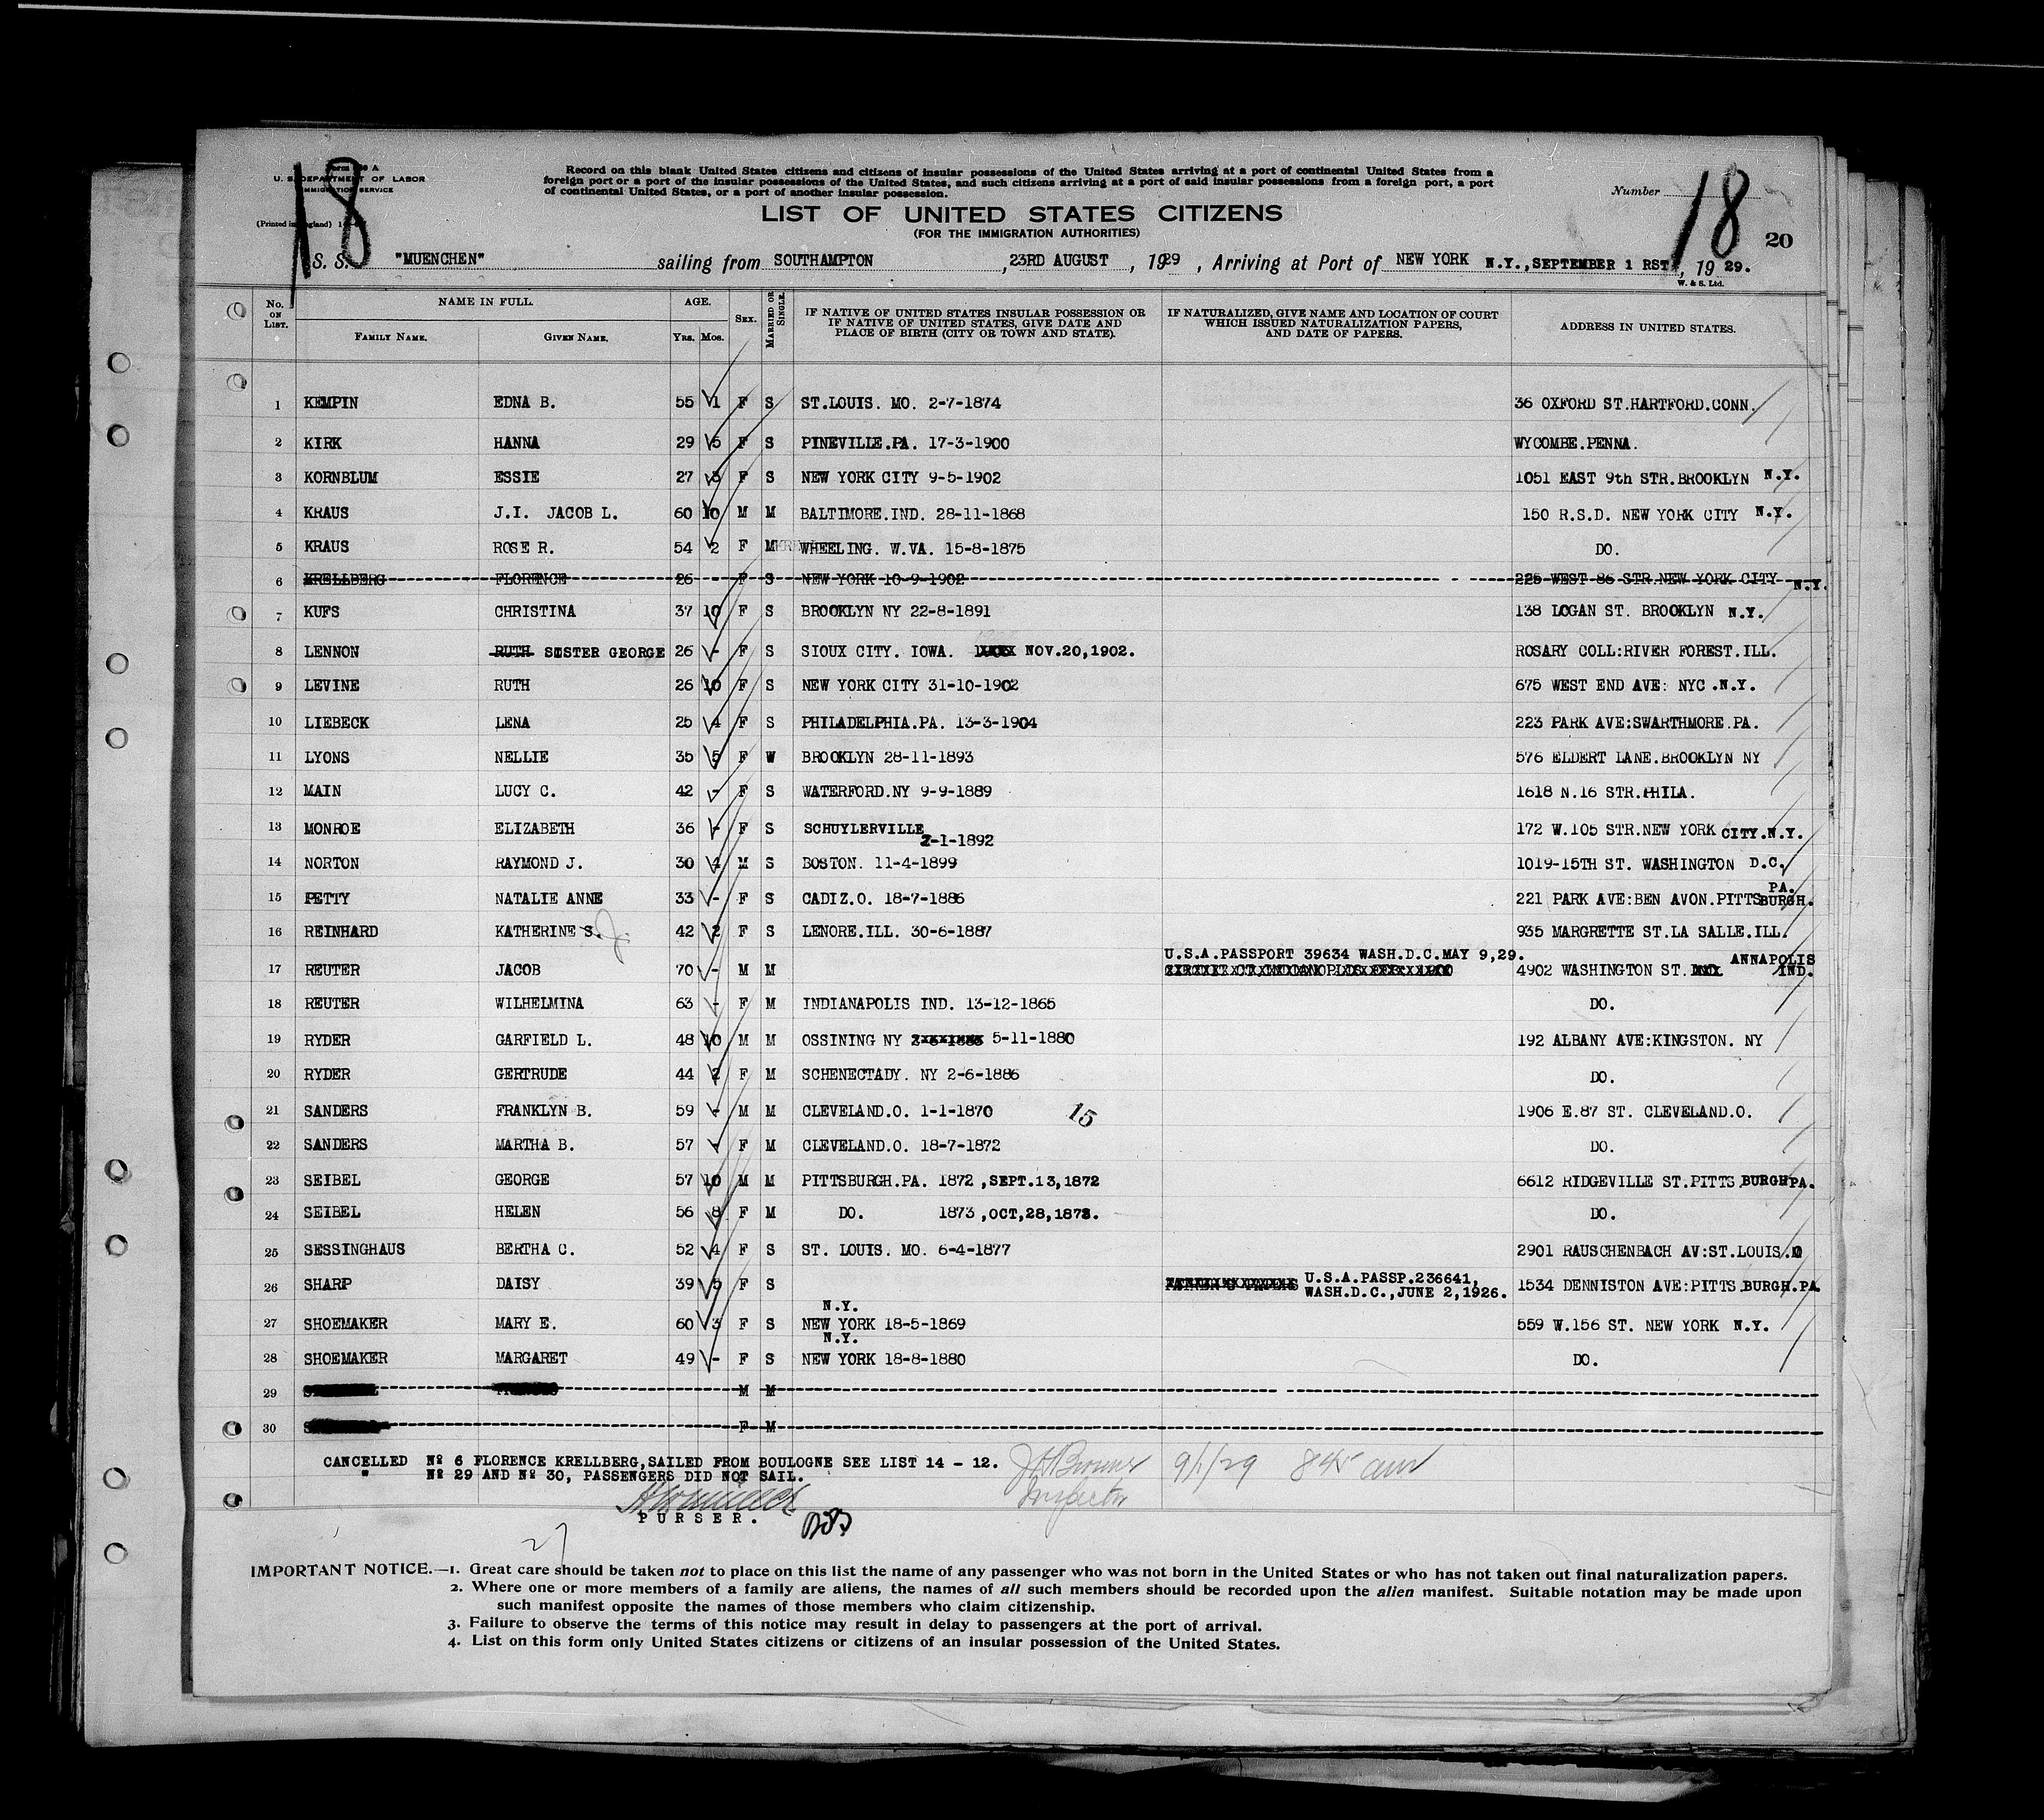 18
Form 630 A
U. S. DEPARTMENT OF LABOR
IMMIGRATION SERVICE
(Printed in England)
Record on this blank United States citizens and citizens of insular possessions of the United States arriving at a port of continental United States from a
foreign port or a port of the insular possessions of the United States, and such citizens arriving at a port of said insular possessions from a foreign port, a port
of continental United States, or a port of another insular possession.
Number 18
20
LIST OF UNITED STATES CITIZENS
(FOR THE IMMIGRATION AUTHORITIES)
S. S. "MUENCHEN" sailing from SOUTHAMPTON, 23RD AUGUST, 1929, Arriving at Port of NEW YORK N.Y., SEPTEMBER 1 RST, 19 29.
W. & S. Ltd.
No. ON LIST. NAME IN FULL. AGE. SEX. MARRIED OR SINGLE. IF NATIVE OF UNITED STATES INSULAR POSSESSION OR IF NATIVE OF UNITED STATES, GIVE DATE AND PLACE OF BIRTH (CITY OR TOWN AND STATE). IF NATURALIZED, GIVE NAME AND LOCATION OF COURT WHICH ISSUED NATURALIZATION PAPERS, AND DATE OF PAPERS. ADDRESS IN UNITED STATES.
FAMILY NAME. GIVEN NAME. YRS. MOS.
1 KEMPIN EDNA B. 55 1 F S ST.LOUIS. MO. 2-7-1874 36 OXFORD ST.HARTFORD.CONN.
2 KIRK HANNA 29 5 F S PINEVILLE.PA. 17-3-1900 WYCOMBE.PENNA.
3 KORNBLUM ESSIE 27 3 F S NEW YORK CITY 9-5-1902 1051 EAST 9th STR.BROOKLYN N.Y.
4 KRAUS J.I. JACOB L. 60 10 M M BALTIMORE.IND. 28-11-1868 150 R.S.D. NEW YORK CITY N.Y.
5 KRAUS ROSE R. 54 2 F M WHEELING. W.VA. 15-8-1875 DO.
6 KRELLBERG FLORENCE 26 - F S NEW YORK 10-9-1902 225 WEST 86 STR.NEW YORK CITY N.Y.
7 KUFS CHRISTINA 37 10 F S BROOKLYN NY 22-8-1891 138 LOGAN ST. BROOKLYN N.Y.
8 LENNON RUTH SISTER GEORGE 26 - F S SIOUX CITY. IOWA. NOV.20,1902. ROSARY COLL:RIVER FOREST.ILL.
9 LEVINE RUTH 26 10 F S NEW YORK CITY 31-10-1902 675 WEST END AVE: NYC .N.Y.
10 LIEBECK LENA 25 4 F S PHILADELPHIA.PA. 13-3-1904 223 PARK AVE:SWARTHMORE.PA.
11 LYONS NELLIE 35 5 F W BROOKLYN 28-11-1893 576 ELDERT LANE.BROOKLYN NY
12 MAIN LUCY C. 42 - F S WATERFORD.NY 9-9-1889 1618 N.16 STR.PHILA.
13 MONROE ELIZABETH 36 - F S SCHUYLERVILLE 2-1-1892 172 W.105 STR.NEW YORK CITY.N.Y.
14 NORTON RAYMOND J. 30 4 M S BOSTON. 11-4-1899 1019-15TH ST. WASHINGTON D.C.
15 PETTY NATALIE ANNE 33 - F S CADIZ.O. 18-7-1886 221 PARK AVE:BEN AVON.PITTSBURGH. PA.
16 REINHARD KATHERINE S. J. 42 2 F S LENORE.ILL. 30-6-1887 935 MARGRETTE ST.LA SALLE.ILL.
17 REUTER JACOB 70 - M M U.S.A.PASSPORT 39634 WASH.D.C.MAY 9,29. 4902 WASHINGTON ST. ANNAPOLIS IND.
18 REUTER WILHELMINA 63 - F M INDIANAPOLIS IND. 13-12-1865 DO.
19 RYDER GARFIELD L. 48 10 M M OSSINING NY 5-11-1880 192 ALBANY AVE:KINGSTON. NY
20 RYDER GERTRUDE 44 2 F M SCHENECTADY. NY 2-6-1886 DO.
21 SANDERS FRANKLYN B. 59 - M M CLEVELAND.O. 1-1-1870 15 1906 E.87 ST. CLEVELAND.O.
22 SANDERS MARTHA B. 57 - F M CLEVELAND.O. 18-7-1872 DO.
23 SEIBEL GEORGE 57 10 M M PITTSBURGH.PA. 1872 ,SEPT.13,1872 6612 RIDGEVILLE ST.PITTSBURGH PA.
24 SEIBEL HELEN 56 8 F M DO. 1873 ,OCT,28,1873. DO.
25 SESSINGHAUS BERTHA C. 52 4 F S ST. LOUIS. MO. 6-4-1877 2901 RAUSCHENBACH AV:ST.LOUIS.
26 SHARP DAISY 39 5 F S U.S.A.PASSP.236641, WASH.D.C.,JUNE 2,1926. 1534 DENNISTON AVE:PITTSBURGH.PA
27 SHOEMAKER MARY E. 60 3 F S NEW YORK N.Y. 18-5-1869 559 W.156 ST. NEW YORK N.Y.
28 SHOEMAKER MARGARET 49 - F S NEW YORK N.Y. 18-8-1880 DO.
29 M M
30 F M
CANCELLED Nº 6 FLORENCE KRELLBERG,SAILED FROM BOULOGNE SEE LIST 14 - 12.
" Nº 29 AND Nº 30, PASSENGERS DID NOT SAIL.
Inspector 9/1/29 845 am
PURSER.
27
IMPORTANT NOTICE.—1. Great care should be taken not to place on this list the name of any passenger who was not born in the United States or who has not taken out final naturalization papers.
2. Where one or more members of a family are aliens, the names of all such members should be recorded upon the alien manifest. Suitable notation may be made upon
such manifest opposite the names of those members who claim citizenship.
3. Failure to observe the terms of this notice may result in delay to passengers at the port of arrival.
4. List on this form only United States citizens or citizens of an insular possession of the United States.